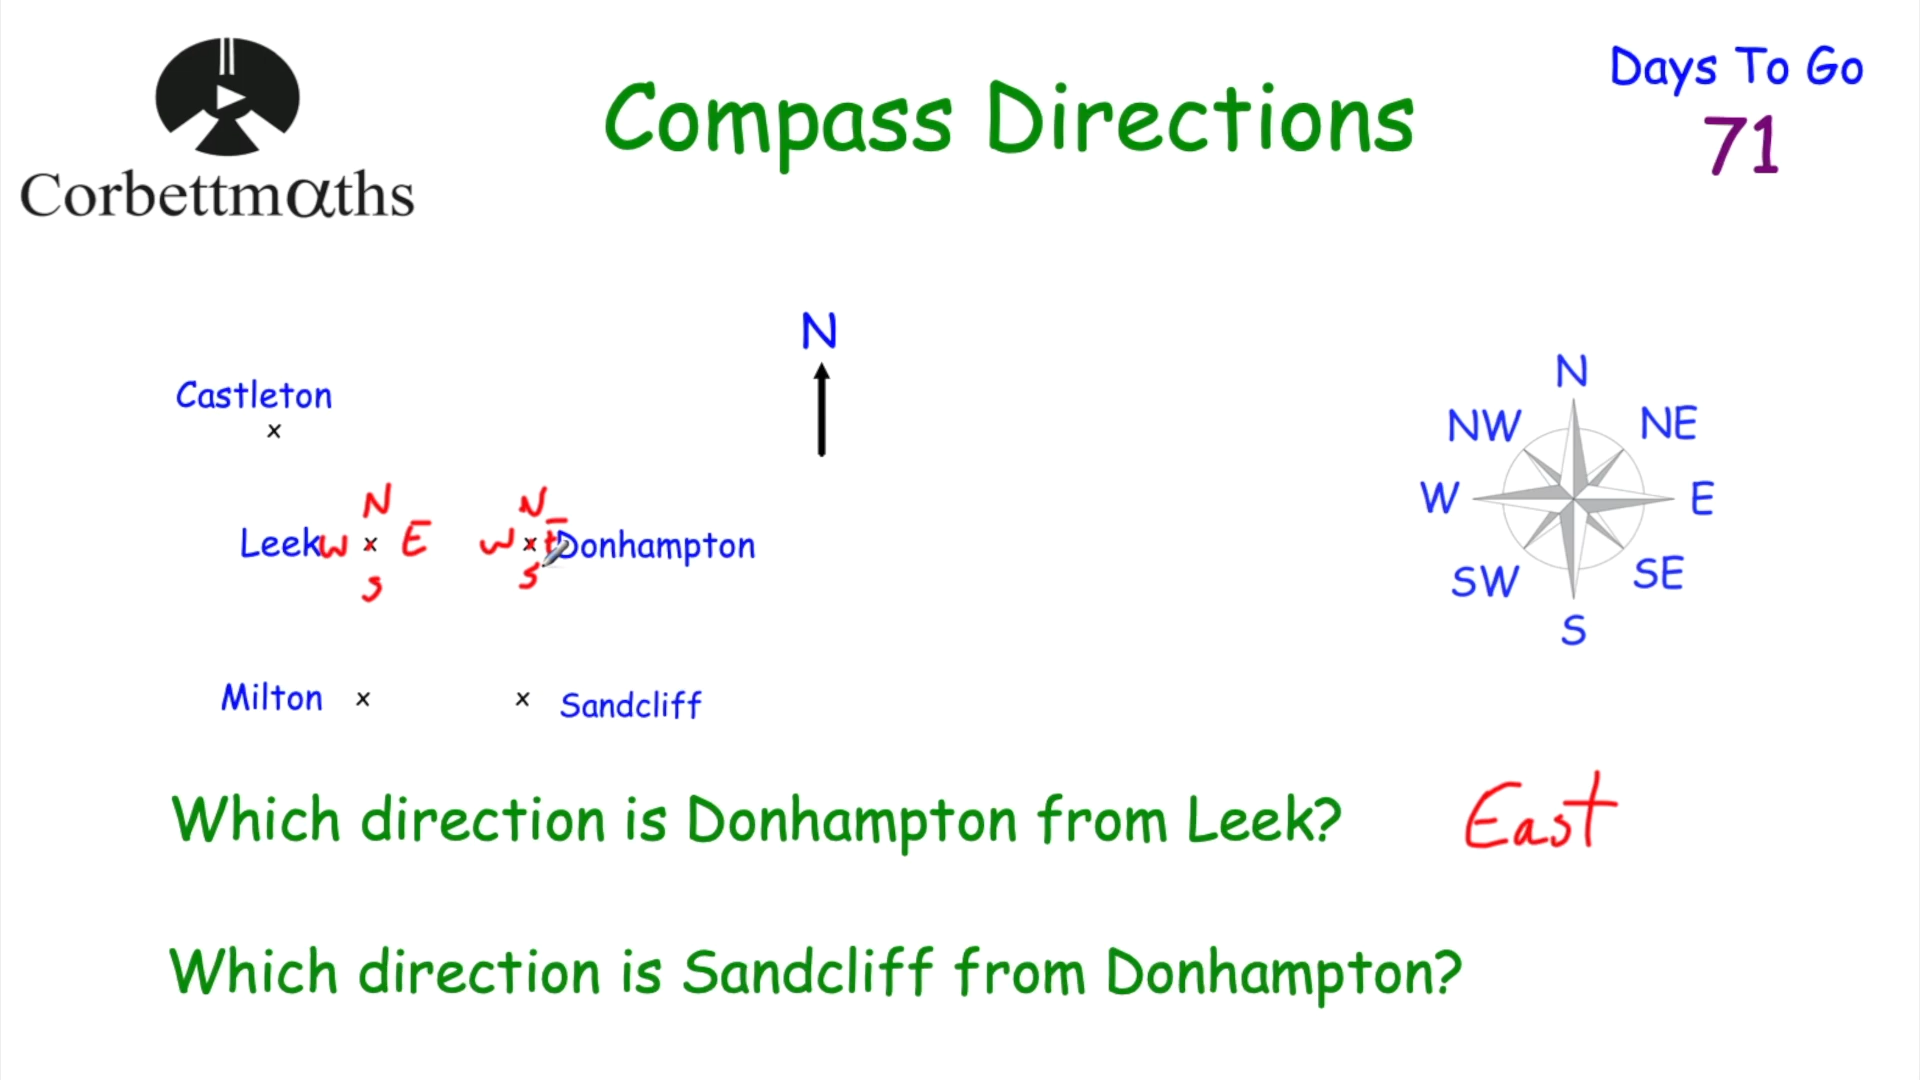 Corbettmαths
Compass Directions
Days To Go
71
N
Castleton
x
N
N
Leek W x E
W x E Donhampton
S
S
Milton x
x Sandcliff
N
NW NE
W E
SW SE
S
Which direction is Donhampton from Leek? East
Which direction is Sandcliff from Donhampton?